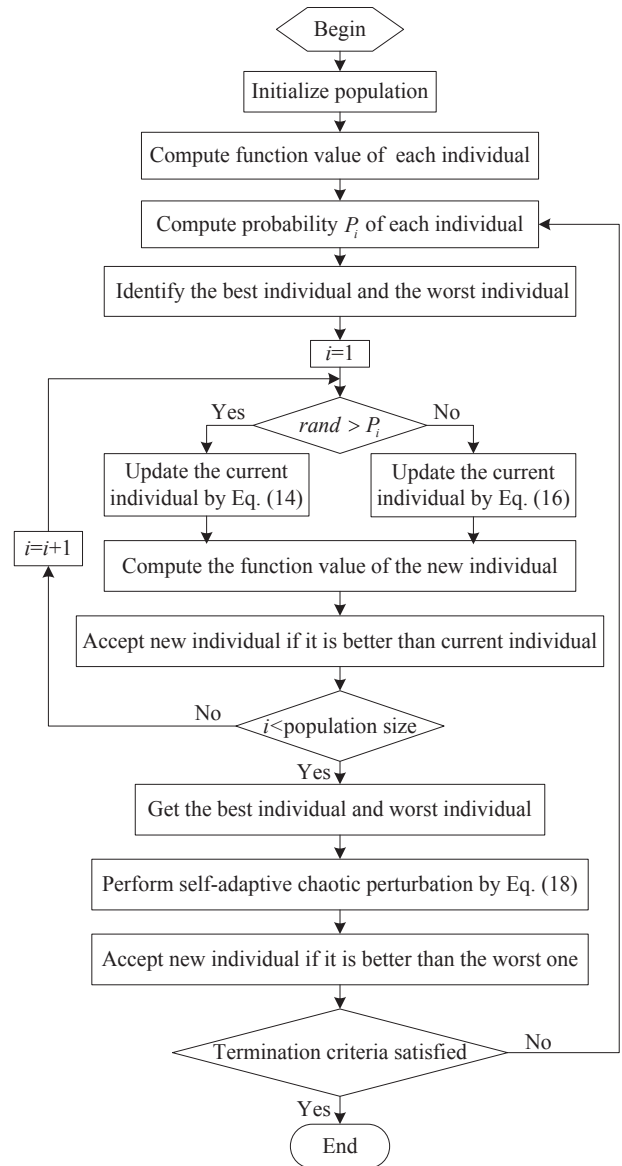 Begin
Initialize population
Compute function value of each individual
Compute probability P_i of each individual
Identify the best individual and the worst individual
i=1
Yes
rand > P_i
No
Update the current
individual by Eq. (14)
Update the current
individual by Eq. (16)
i=i+1
Compute the function value of the new individual
Accept new individual if it is better than current individual
No
i<population size
Yes
Get the best individual and worst individual
Perform self-adaptive chaotic perturbation by Eq. (18)
Accept new individual if it is better than the worst one
Termination criteria satisfied
No
Yes
End